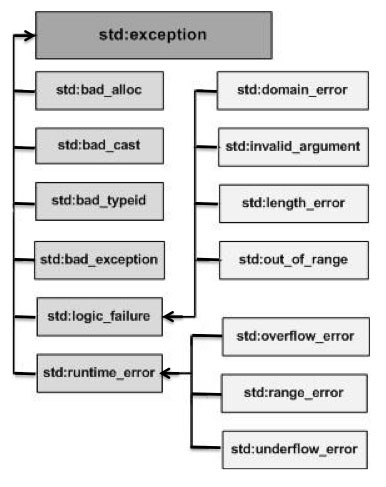 std:exception
std:bad_alloc
std:bad_cast
std:bad_typeid
std:bad_exception
std:logic_failure
std:runtime_error
std:domain_error
std:invalid_argument
std:length_error
std:out_of_range
std:overflow_error
std:range_error
std:underflow_error